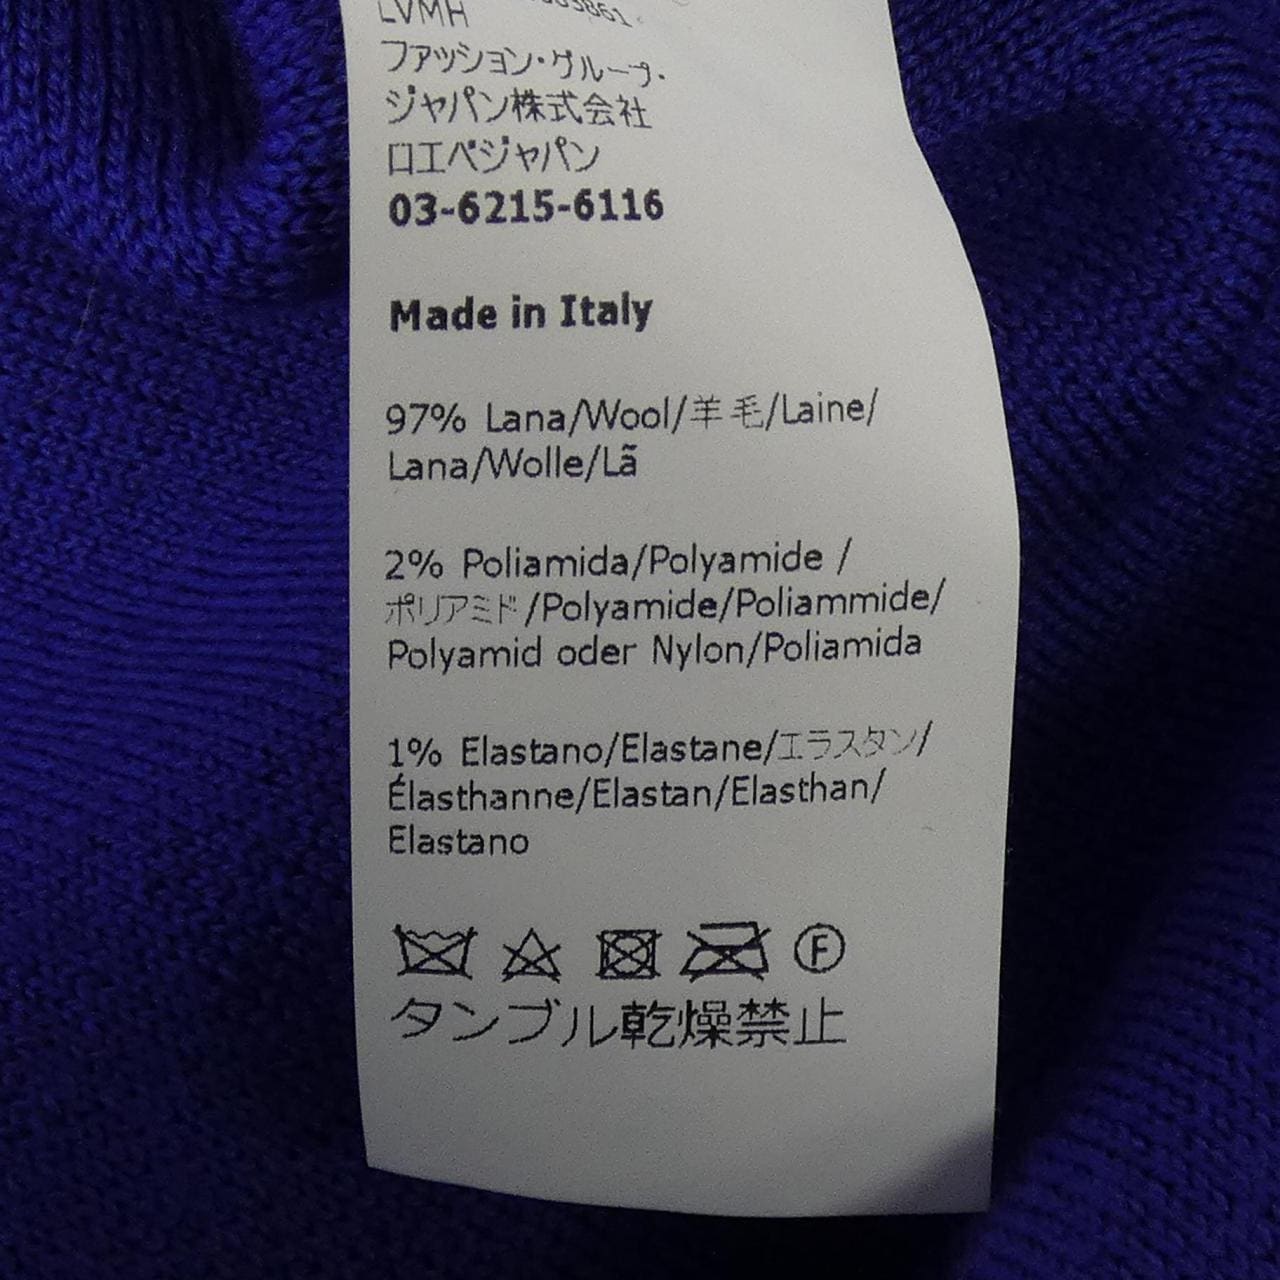 LVMH
ファッション・グループ・
ジャパン株式会社
ロエベジャパン
03-6215-6116
Made in Italy
97% Lana/Wool/羊毛/Laine/
Lana/Wolle/Lã
2% Poliamida/Polyamide /
ポリアミド/Polyamide/Poliammide/
Polyamid oder Nylon/Poliamida
1% Elastano/Elastane/エラスタン/
Élasthanne/Elastan/Elasthan/
Elastano
F
タンブル乾燥禁止